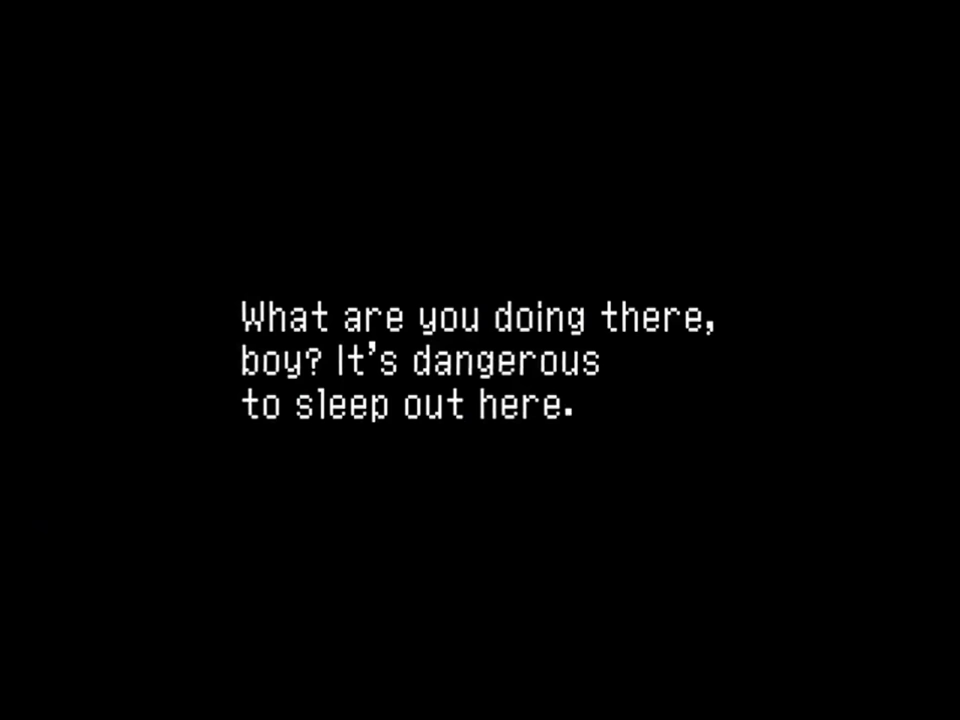 What are you doing there,
boy? It's dangerous
to sleep out here.